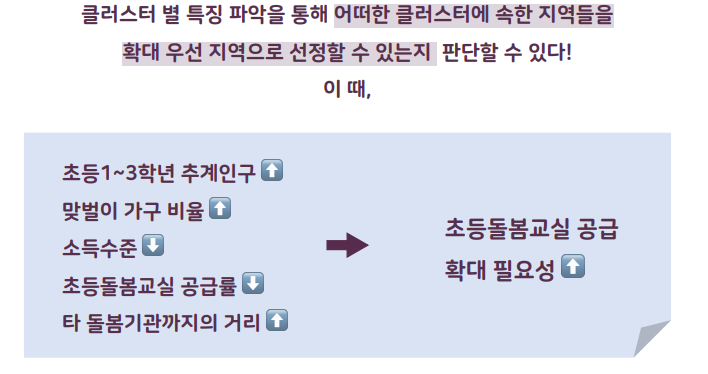 클러스터 별 특징 파악을 통해 어떠한 클러스터에 속한 지역들을
확대 우선 지역으로 선정할 수 있는지 판단할 수 있다!
이 때,
초등1~3학년 추계인구 ⬆️
맞벌이 가구 비율 ⬆️
소득수준 ⬇️
초등돌봄교실 공급률 ⬇️
타 돌봄기관까지의 거리 ⬆️
초등돌봄교실 공급
확대 필요성 ⬆️